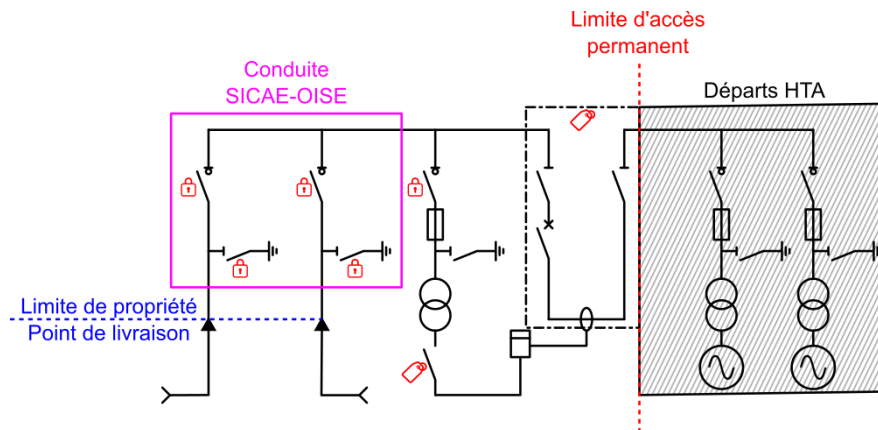 Limite d'accès
permanent
Conduite
SICAE-OISE
Départs HTA
Limite de propriété
Point de livraison